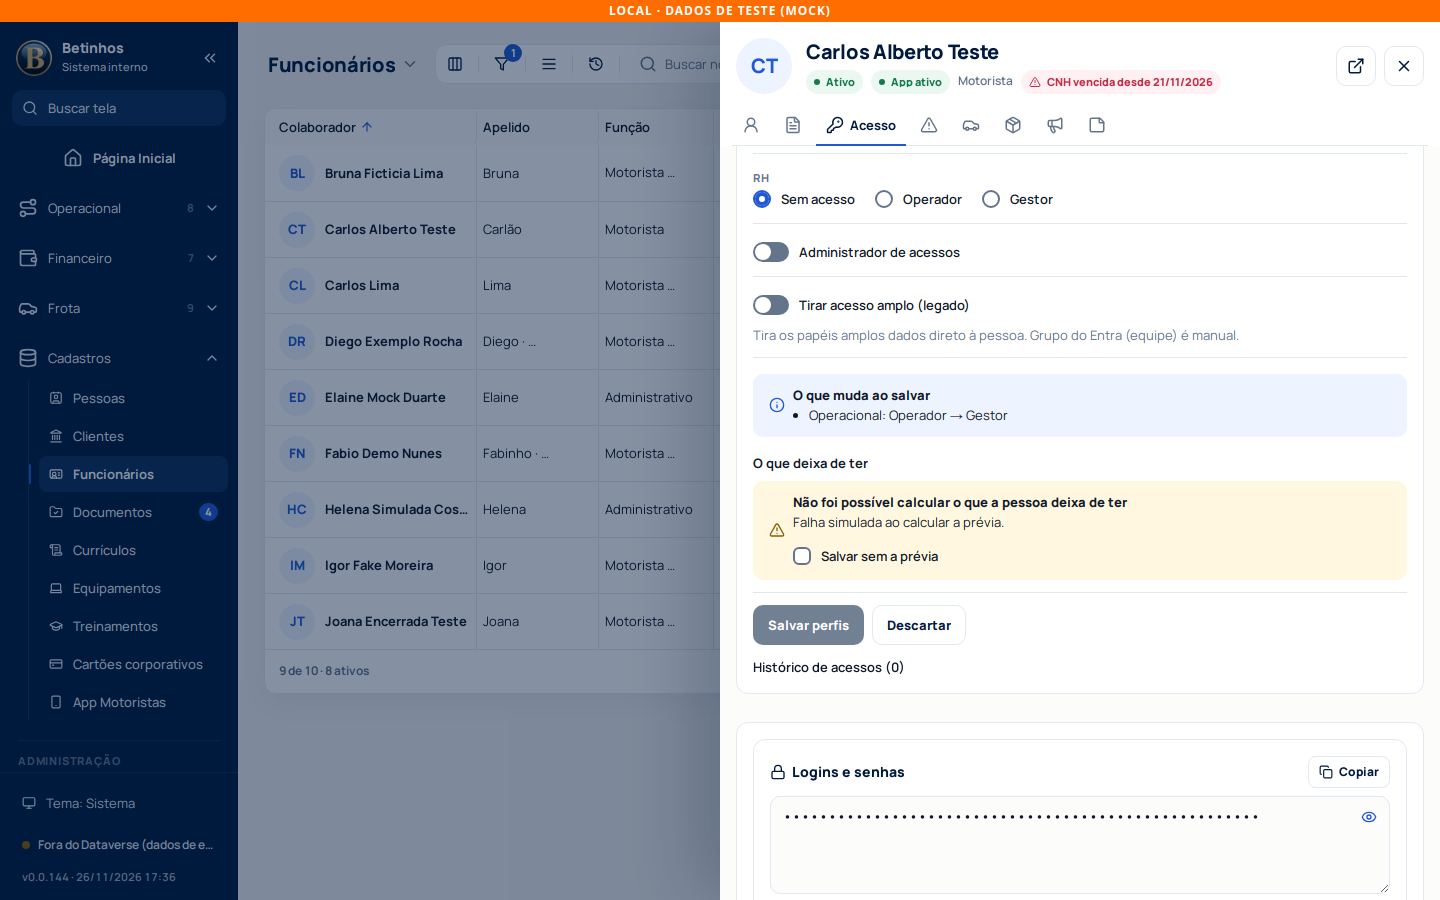 LOCAL · DADOS DE TESTE (MOCK)
Betinhos
Sistema interno
Buscar tela
Página Inicial
Operacional 8
Financeiro 7
Frota 9
Cadastros
Pessoas
Clientes
Funcionários
Documentos 4
Currículos
Equipamentos
Treinamentos
Cartões corporativos
App Motoristas
ADMINISTRAÇÃO
Tema: Sistema
Fora do Dataverse (dados de e...
v0.0.144 · 26/11/2026 17:36
Funcionários
1
Buscar n
Colaborador Apelido Função
BL Bruna Ficticia Lima Bruna Motorista ...
CT Carlos Alberto Teste Carlão Motorista
CL Carlos Lima Lima Motorista ...
DR Diego Exemplo Rocha Diego · ... Motorista ...
ED Elaine Mock Duarte Elaine Administrativo
FN Fabio Demo Nunes Fabinho · ... Motorista ...
HC Helena Simulada Cos... Helena Administrativo
IM Igor Fake Moreira Igor Motorista ...
JT Joana Encerrada Teste Joana Motorista ...
9 de 10 · 8 ativos
CT
Carlos Alberto Teste
Ativo App ativo Motorista CNH vencida desde 21/11/2026
Acesso
RH
Sem acesso Operador Gestor
Administrador de acessos
Tirar acesso amplo (legado)
Tira os papéis amplos dados direto à pessoa. Grupo do Entra (equipe) é manual.
O que muda ao salvar
• Operacional: Operador → Gestor
O que deixa de ter
Não foi possível calcular o que a pessoa deixa de ter
Falha simulada ao calcular a prévia.
Salvar sem a prévia
Salvar perfis Descartar
Histórico de acessos (0)
Logins e senhas Copiar